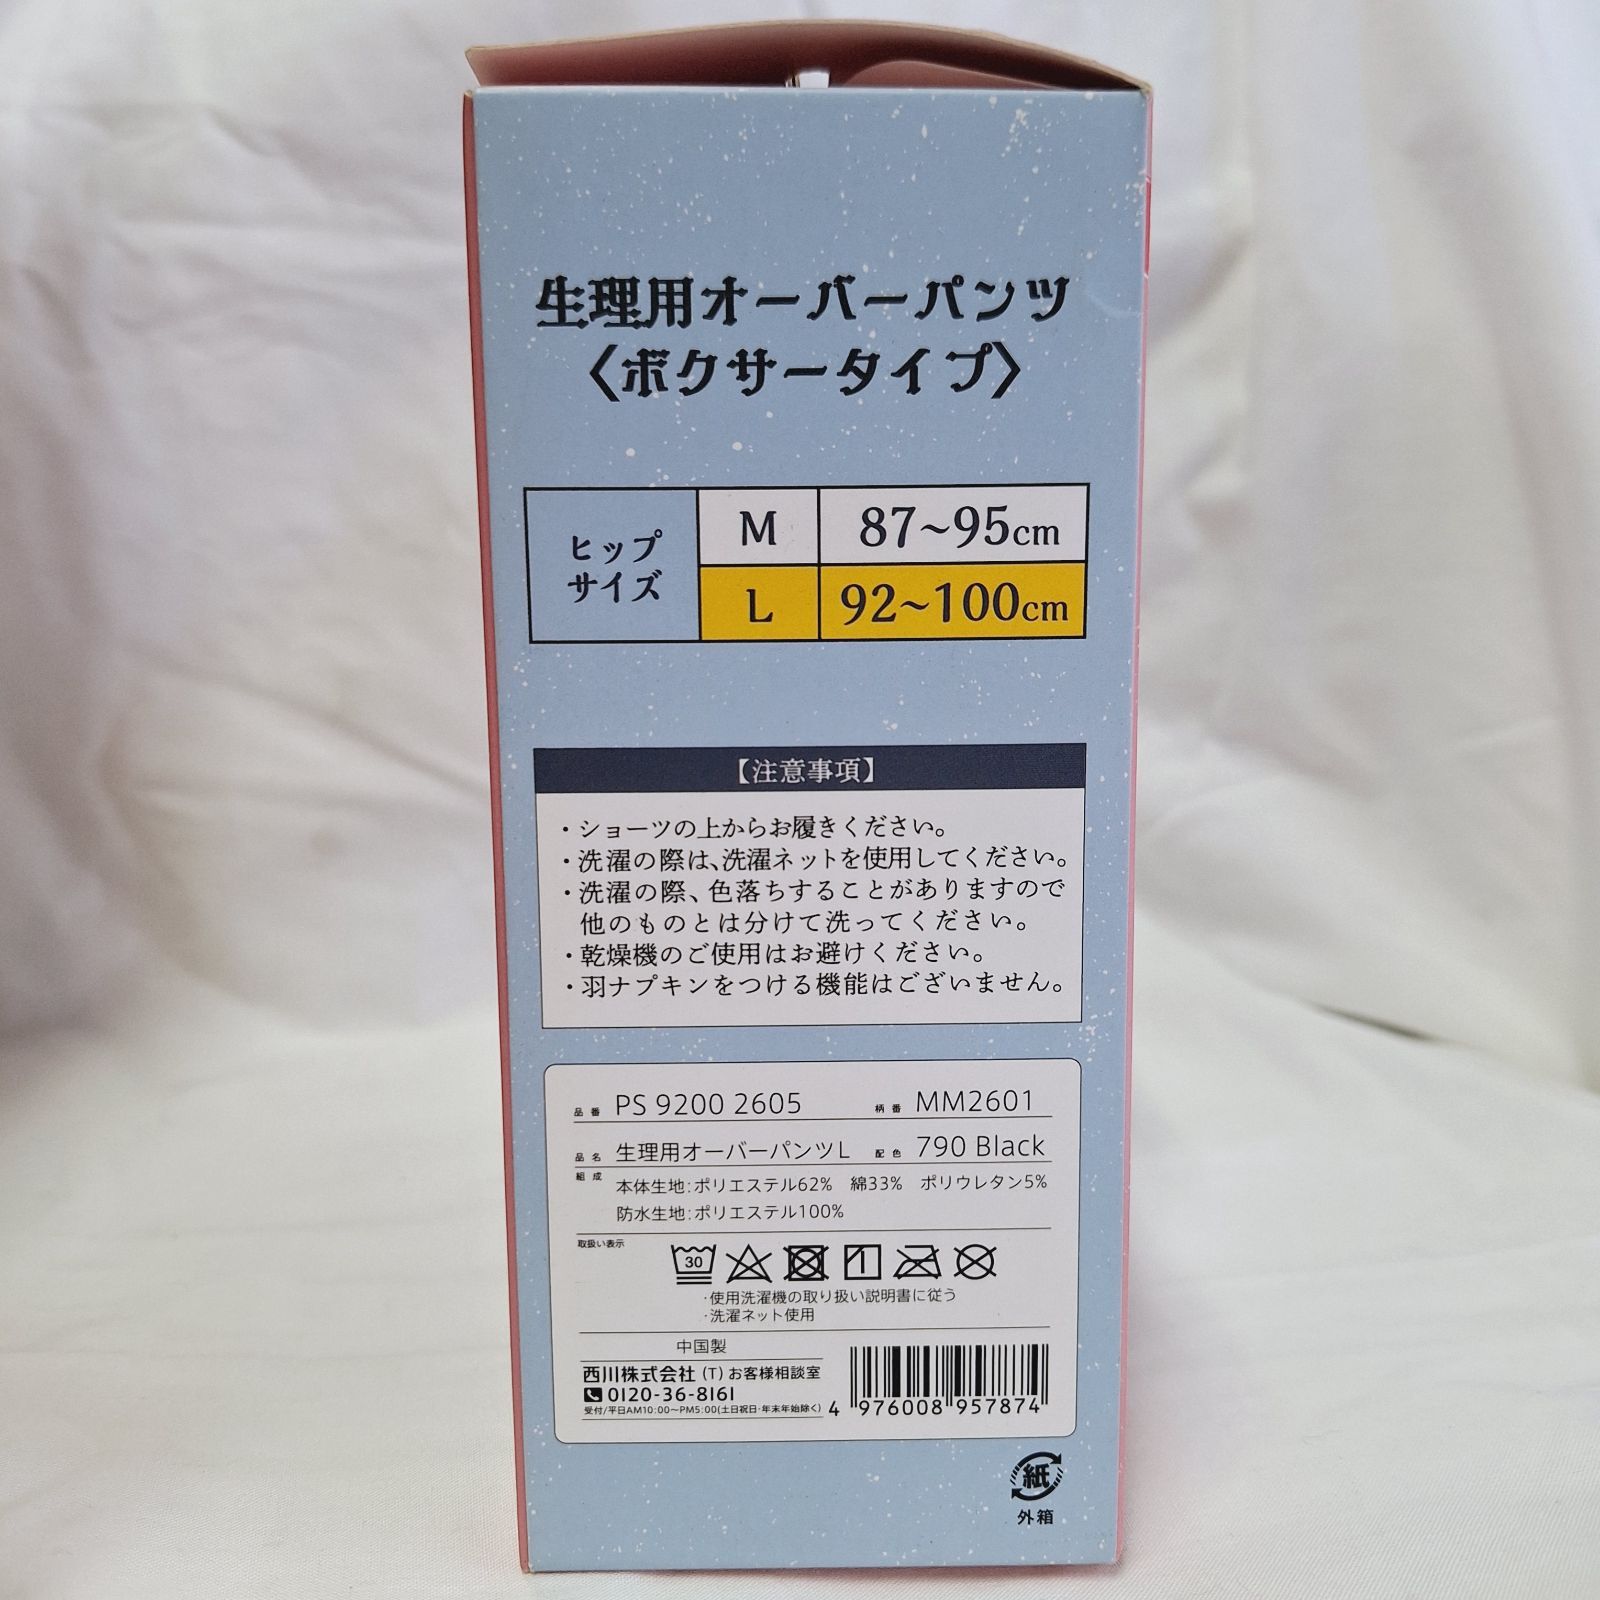 生理用オーバーパンツ
〈ボクサータイプ〉
ヒップ
サイズ
M 87~95cm
L 92~100cm
【注意事項】
・ショーツの上からお履きください。
・洗濯の際は、洗濯ネットを使用してください。
・洗濯の際、色落ちすることがありますので
他のものとは分けて洗ってください。
・乾燥機のご使用はお避けください。
・羽ナプキンをつける機能はございません。
品番 PS 9200 2605 柄番 MM2601
品名 生理用オーバーパンツL 配色 790 Black
組成 本体生地:ポリエステル62% 綿33% ポリウレタン5%
防水生地:ポリエステル100%
取扱い表示
30
・使用洗濯機の取り扱い説明書に従う
・洗濯ネット使用
中国製
西川株式会社 (T) お客様相談室
0120-36-8161
受付/平日AM10:00〜PM5:00(土日祝日・年末年始除く)
4 976008 957874
紙
外箱